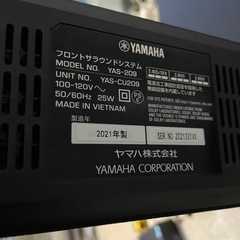 YAMAHA
フロントサラウンドシステム
MODEL NO. YAS-209
UNIT NO. YAS-CU209
100-120V~
50/60Hz 25W
MADE IN VIETNAM
製造年
2021年製
SER NO
ヤマハ株式会社
YAMAHA CORPORATION